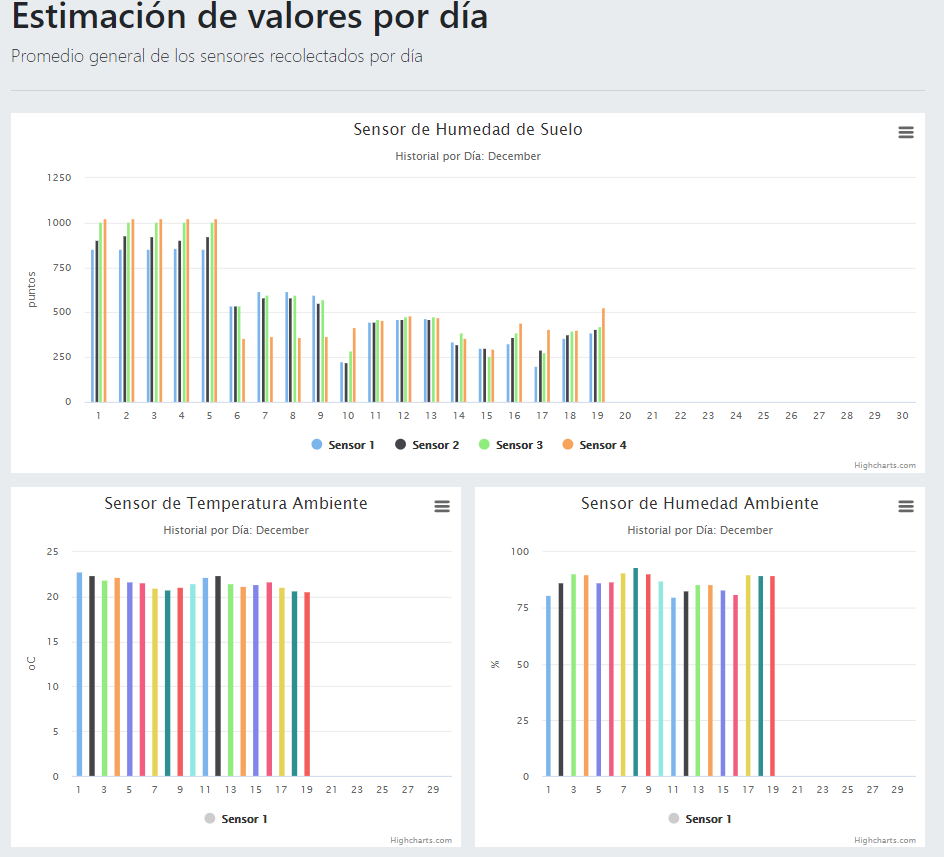 Estimación de valores por día
Promedio general de los sensores recolectados por día
Sensor de Humedad de Suelo
Historial por Día: December
1250
1000
750
500
250
0
puntos
1 2 3 4 5 6 7 8 9 10 11 12 13 14 15 16 17 18 19 20 21 22 23 24 25 26 27 28 29 30
Sensor 1 Sensor 2 Sensor 3 Sensor 4
Highcharts.com
Sensor de Temperatura Ambiente
Historial por Día: December
25
20
15
10
5
0
oC
1 3 5 7 9 11 13 15 17 19 21 23 25 27 29
Sensor 1
Highcharts.com
Sensor de Humedad Ambiente
Historial por Día: December
100
75
50
25
0
%
1 3 5 7 9 11 13 15 17 19 21 23 25 27 29
Sensor 1
Highcharts.com